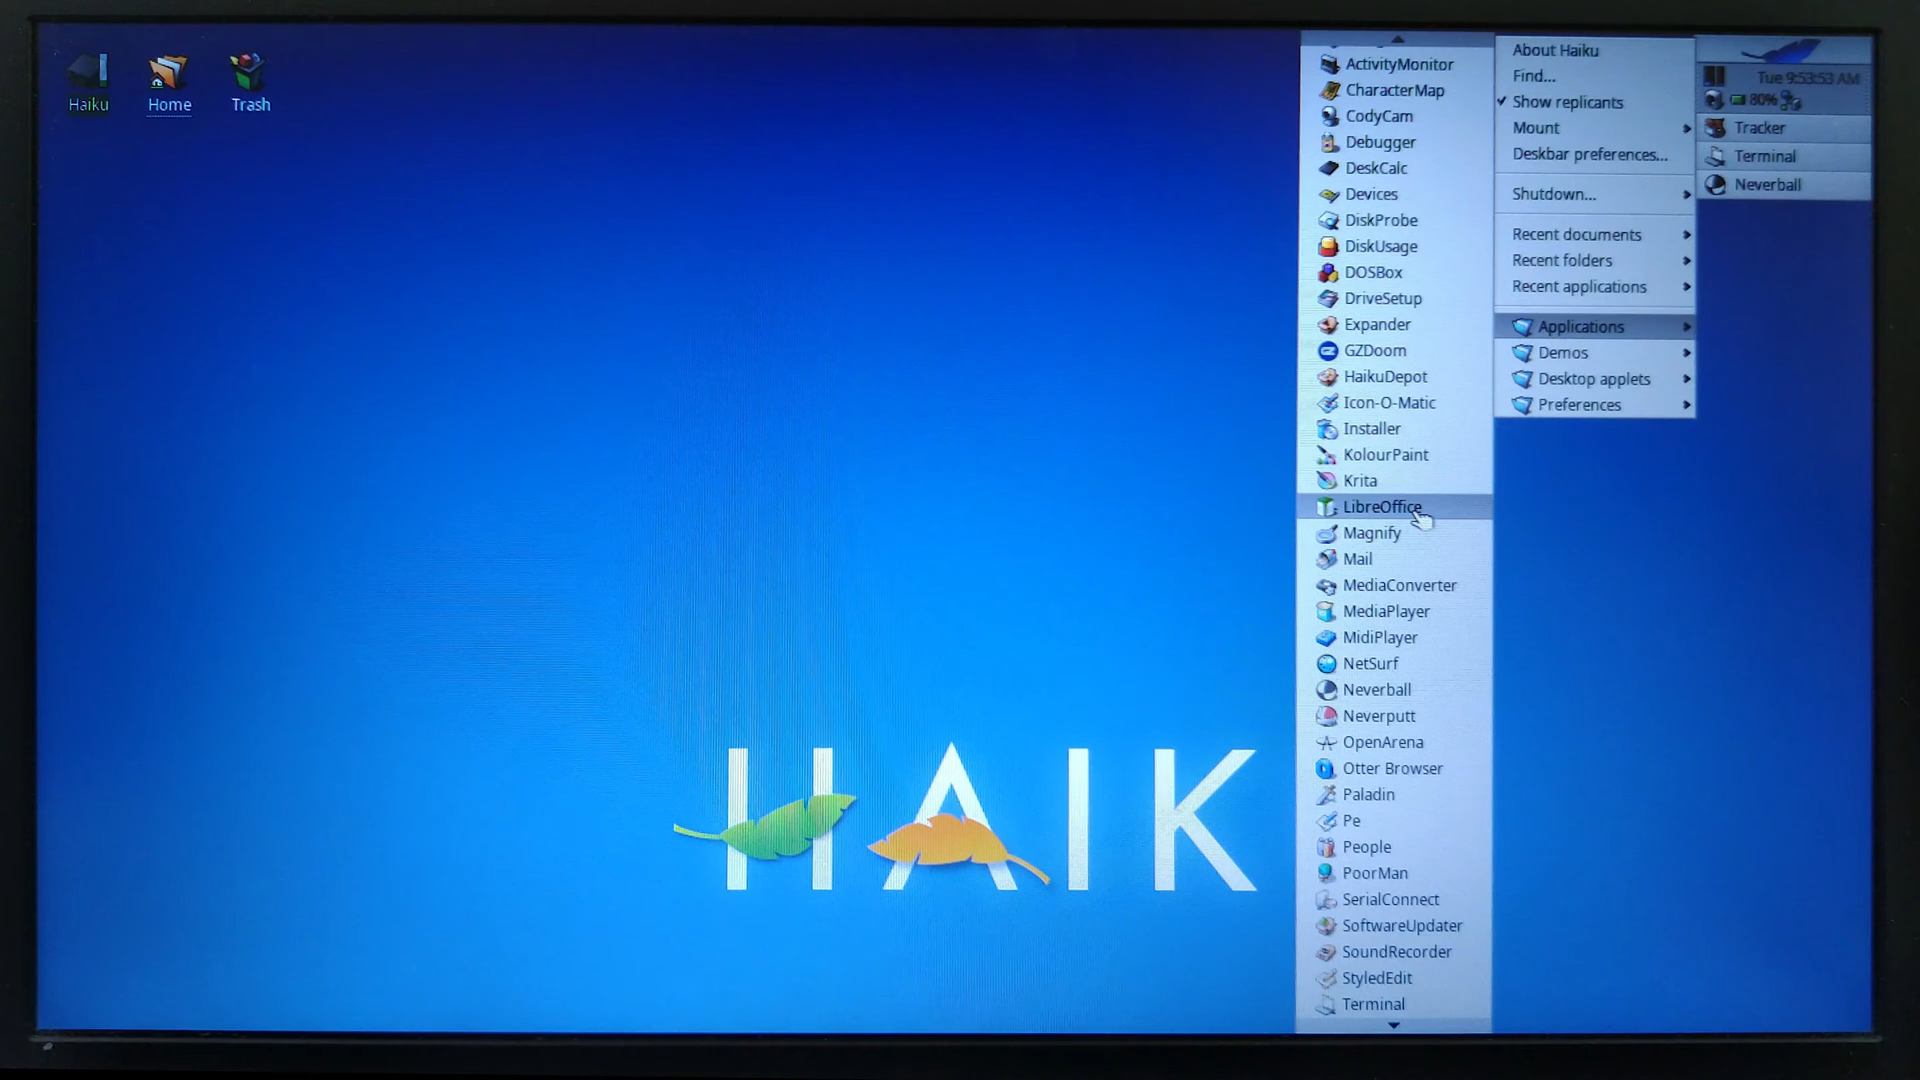 Haiku
Home
Trash
ActivityMonitor
CharacterMap
CodyCam
Debugger
DeskCalc
Devices
DiskProbe
DiskUsage
DOSBox
DriveSetup
Expander
GZDoom
HaikuDepot
Icon-O-Matic
Installer
KolourPaint
Krita
LibreOffice
Magnify
Mail
MediaConverter
MediaPlayer
MidiPlayer
NetSurf
Neverball
Neverputt
OpenArena
Otter Browser
Paladin
Pe
People
PoorMan
SerialConnect
SoftwareUpdater
SoundRecorder
StyledEdit
Terminal
About Haiku
Find...
Show replicants
Mount
Deskbar preferences...
Shutdown...
Recent documents
Recent folders
Recent applications
Applications
Demos
Desktop applets
Preferences
Tue 9:53:53 AM
80%
Tracker
Terminal
Neverball
HAIK